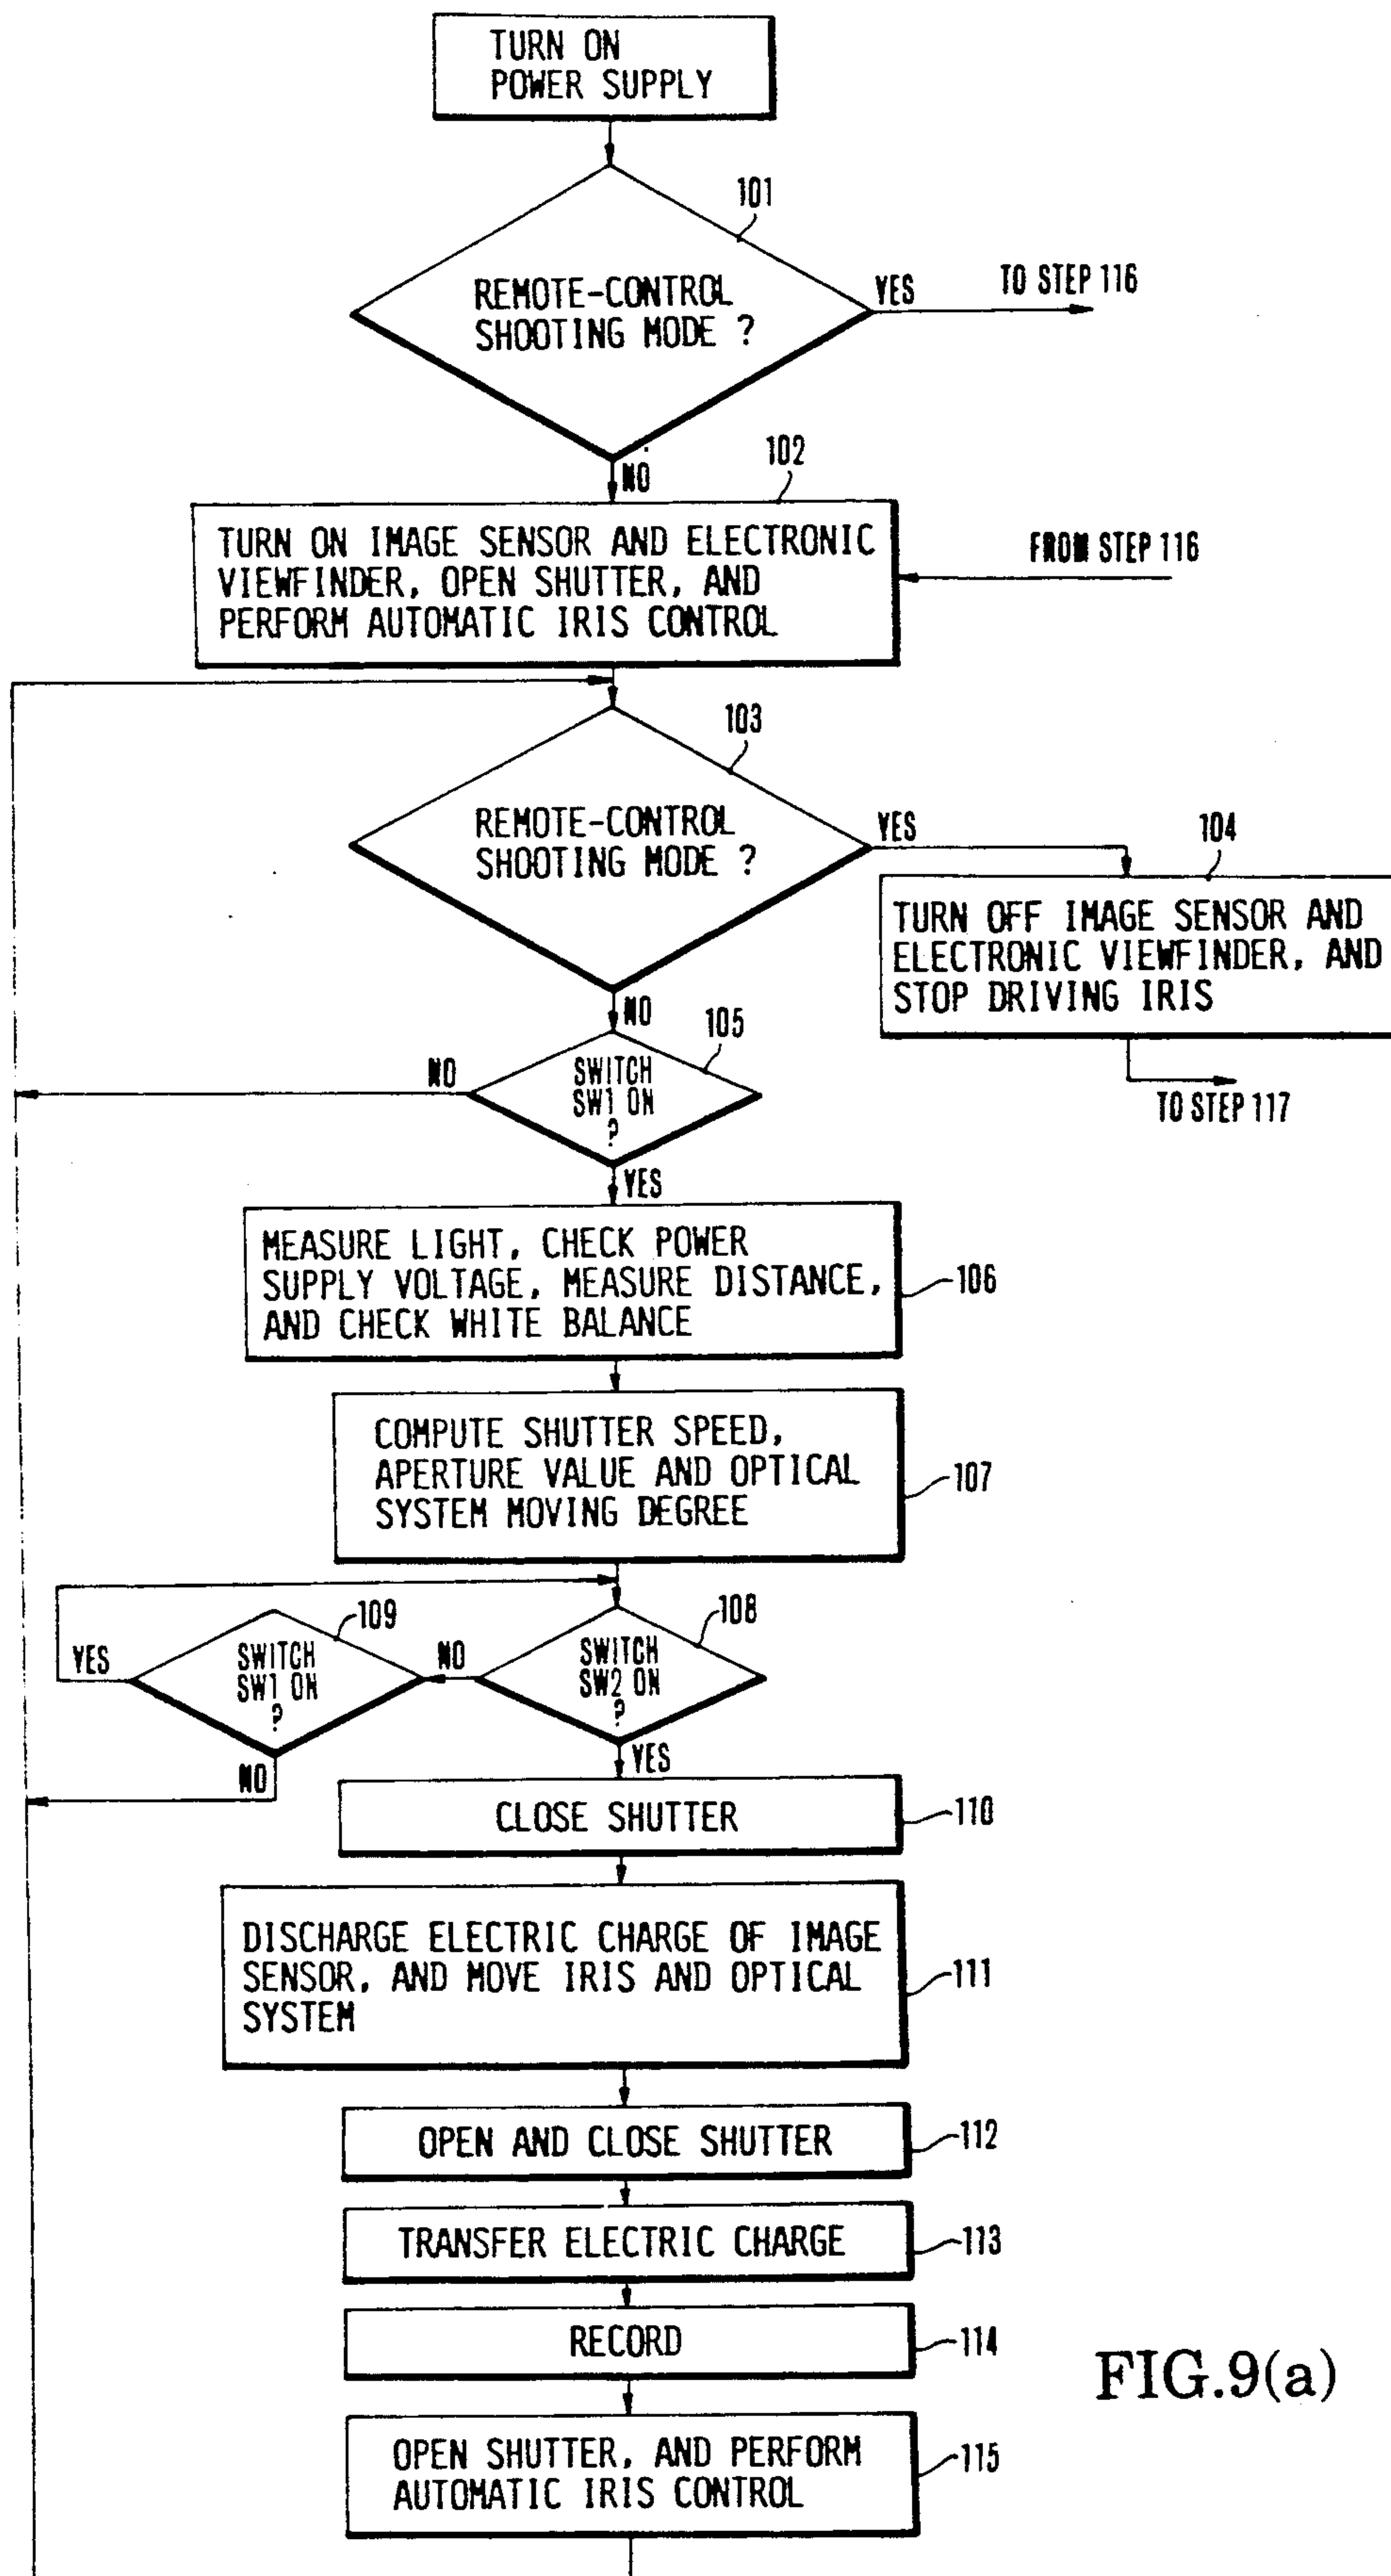 TURN ON
POWER SUPPLY
101
REMOTE-CONTROL
SHOOTING MODE ?
YES
TO STEP 116
NO
102
TURN ON IMAGE SENSOR AND ELECTRONIC
VIEWFINDER, OPEN SHUTTER, AND
PERFORM AUTOMATIC IRIS CONTROL
FROM STEP 116
103
REMOTE-CONTROL
SHOOTING MODE ?
YES
104
TURN OFF IMAGE SENSOR AND
ELECTRONIC VIEWFINDER, AND
STOP DRIVING IRIS
TO STEP 117
NO
105
SWITCH
SW1 ON
?
NO
YES
MEASURE LIGHT, CHECK POWER
SUPPLY VOLTAGE, MEASURE DISTANCE,
AND CHECK WHITE BALANCE
106
COMPUTE SHUTTER SPEED,
APERTURE VALUE AND OPTICAL
SYSTEM MOVING DEGREE
107
108
SWITCH
SW2 ON
?
NO
109
SWITCH
SW1 ON
?
YES
NO
YES
CLOSE SHUTTER
110
DISCHARGE ELECTRIC CHARGE OF IMAGE
SENSOR, AND MOVE IRIS AND OPTICAL
SYSTEM
111
OPEN AND CLOSE SHUTTER
112
TRANSFER ELECTRIC CHARGE
113
RECORD
114
OPEN SHUTTER, AND PERFORM
AUTOMATIC IRIS CONTROL
115
FIG.9(a)